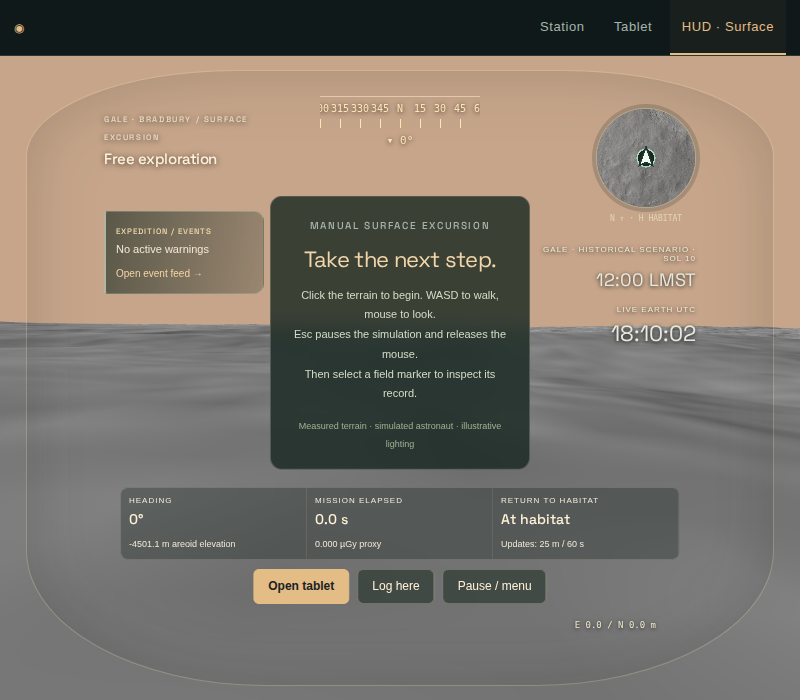 Station
Tablet
HUD · Surface
GALE · BRADBURY / SURFACE
EXCURSION
Free exploration
315 330 345 N 15 30 45
▾ 0°
N ↑ · H HABITAT
EXPEDITION / EVENTS
No active warnings
Open event feed →
MANUAL SURFACE EXCURSION
Take the next step.
Click the terrain to begin. WASD to walk,
mouse to look.
Esc pauses the simulation and releases the
mouse.
Then select a field marker to inspect its
record.
Measured terrain · simulated astronaut · illustrative
lighting
GALE · HISTORICAL SCENARIO ·
SOL 10
12:00 LMST
LIVE EARTH UTC
18:10:02
HEADING
0°
-4501.1 m areoid elevation
MISSION ELAPSED
0.0 s
0.000 µGy proxy
RETURN TO HABITAT
At habitat
Updates: 25 m / 60 s
Open tablet
Log here
Pause / menu
E 0.0 / N 0.0 m